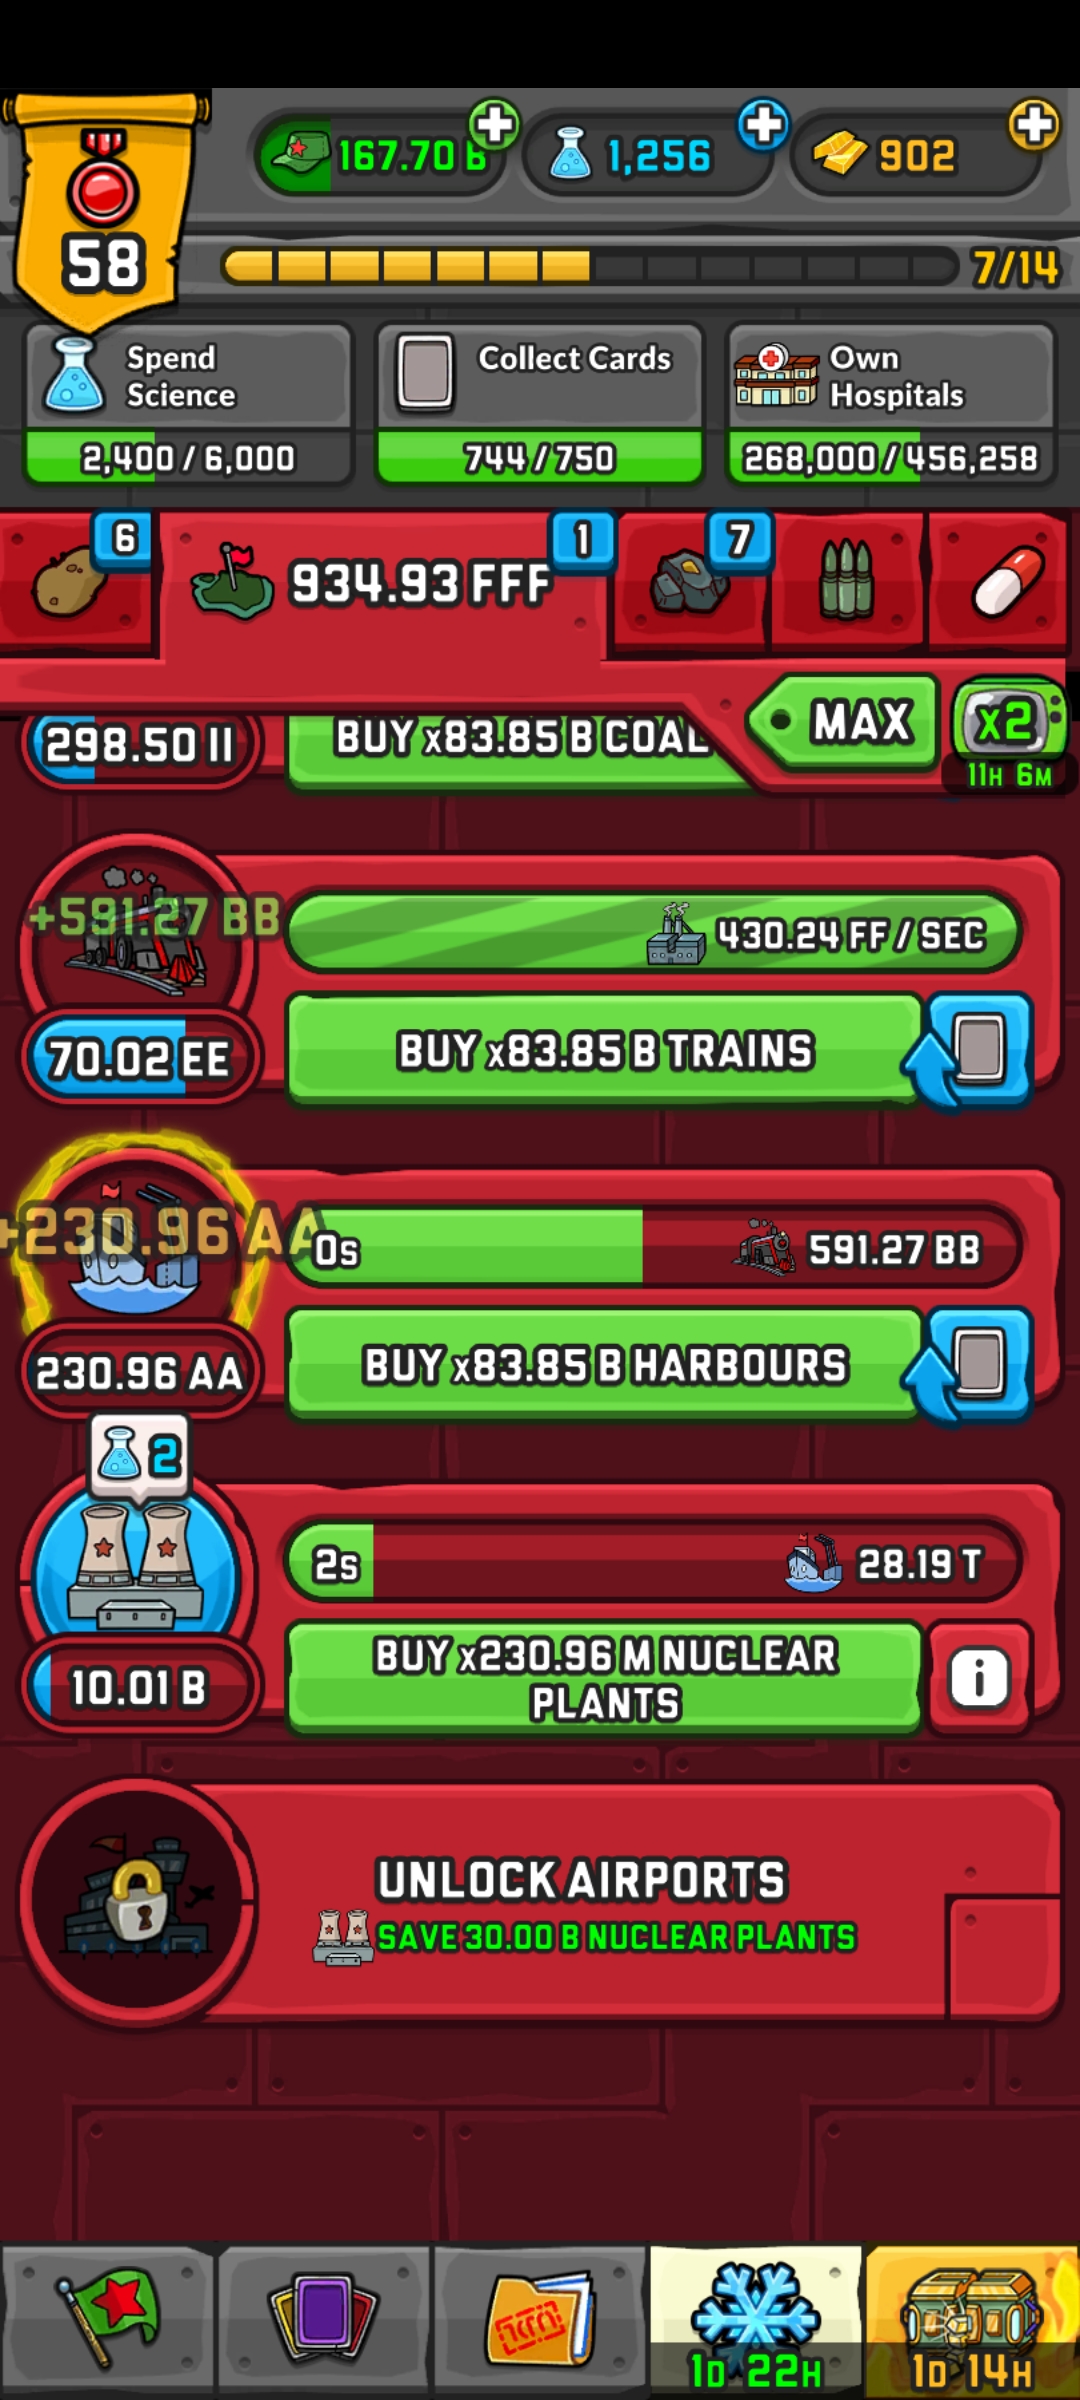 167.70 B
1,256
902
58
7/14
Spend
Science
2,400 / 6,000
Collect Cards
744 / 750
Own
Hospitals
268,000 / 456,258
6
934.93 FFF
1
7
MAX
x2
11H 6M
298.50 II
BUY x83.85 B COAL
+591.27 BB
430.24 FF / SEC
70.02 EE
BUY x83.85 B TRAINS
+230.96 AA
0s
591.27 BB
230.96 AA
BUY x83.85 B HARBOURS
2
2s
28.19 T
10.01 B
BUY x230.96 M NUCLEAR
PLANTS
i
UNLOCK AIRPORTS
SAVE 30.00 B NUCLEAR PLANTS
1D 22H
1D 14H